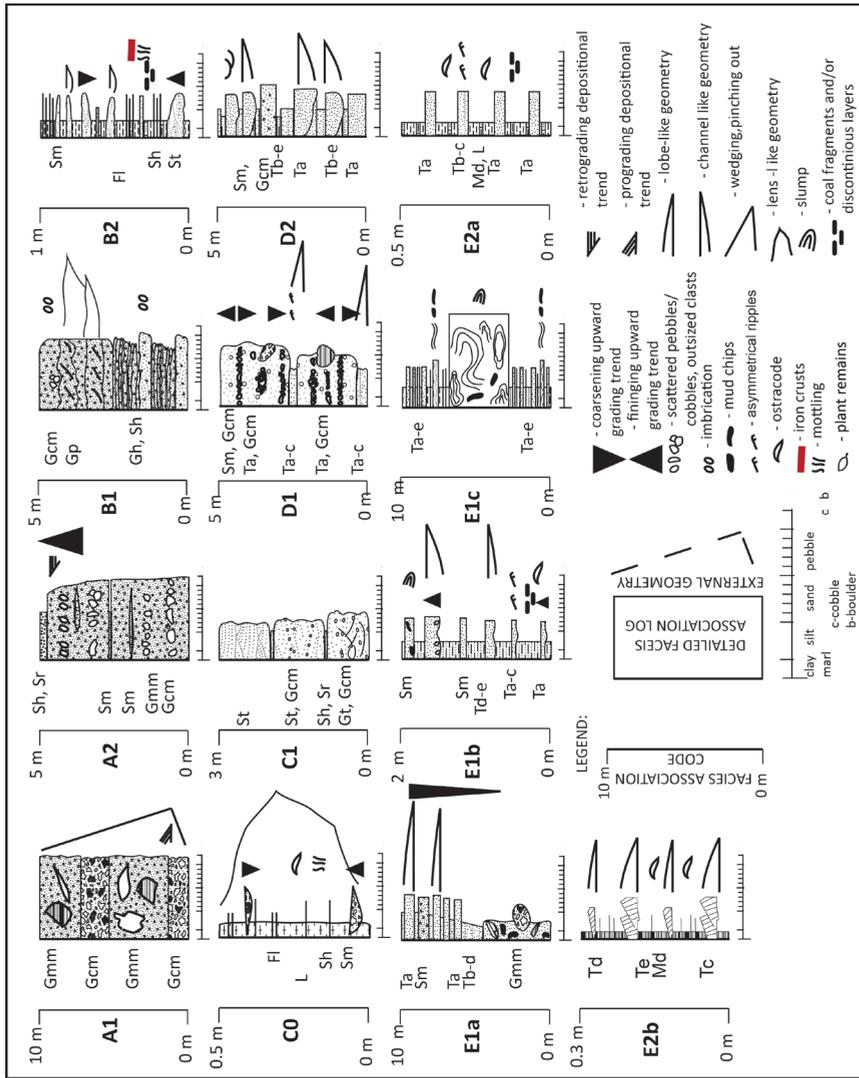 10 m
A1
0 m
Gmm
Gcm
Gmm
Gcm
5 m
A2
0 m
Sh, Sr
Sm
Sm
Gmm
Gcm
5 m
B1
0 m
Gcm
Gp
Gh, Sh
1 m
B2
0 m
Sm
Fl
Sh
St
0.5 m
C0
0 m
Fl
L
Sh
Sm
3 m
C1
0 m
St
St, Gcm
Sh, Sr
Gt, Gcm
5 m
D1
0 m
Sm, Gcm
Ta, Gcm
Ta-c
Ta, Gcm
Ta-c
5 m
D2
0 m
Sm,
Gcm
Tb-e
Ta
Tb-e
Ta
10 m
E1a
0 m
Ta
Sm
Ta
Tb-d
Gmm
2 m
E1b
0 m
Sm
Sm
Td-e
Ta-c
Ta
10 m
E1c
0 m
Ta-e
Ta-e
0.5 m
E2a
0 m
Ta
Tb-c
Md, L
Ta
Ta
0.3 m
E2b
0 m
Td
Te
Md
Tc
LEGEND:
10 m
FACIES ASSOCIATION
CODE
0 m
DETAILED FACEIS
ASSOCIATION LOG
EXTERNAL GEOMETRY
clay silt sand pebble
marl
c b
c-cobble
b-boulder
- coarsening upward
grading trend
- fininging upward
grading trend
- scattered pebbles/
cobbles, outsized clasts
- imbrication
- mud chips
- asymmetrical ripples
- ostracode
- iron crusts
- mottling
- plant remains
- retrograding depositional
trend
- prograding depositional
trend
- lobe-like geometry
- channel like geometry
- wedging,pinching out
- lens -l like geometry
- slump
- coal fragments and/or
discontinious layers